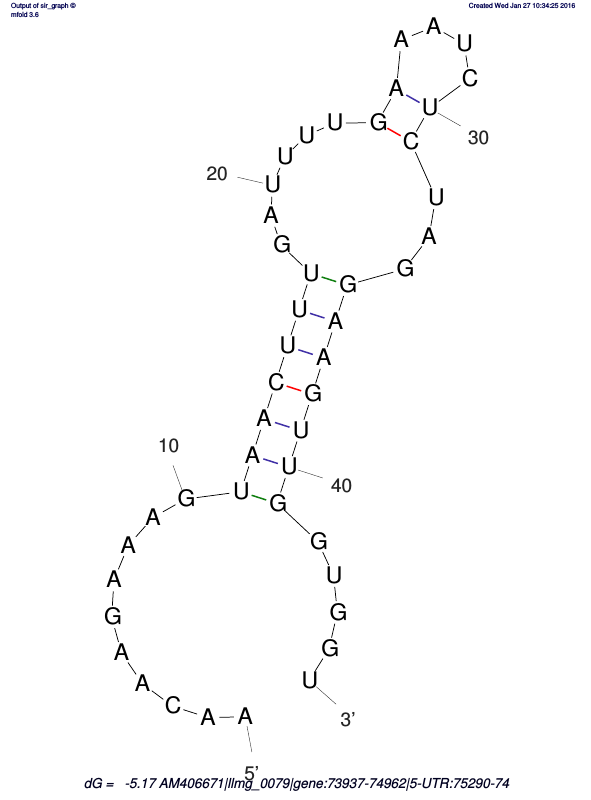 Output of sir_graph ©
mfold 3.6
Created Wed Jan 27 10:34:25 2016
A A U
C
A U
U U U G C 30
U
20 U U
A A
G G
U G
U A
U A
C G
A U
10 A U 40
A G U G
A G
A U
G G
A G
A U
C A A 3'
5'
dG = -5.17 AM406671|llmg_0079|gene:73937-74962|5-UTR:75290-74